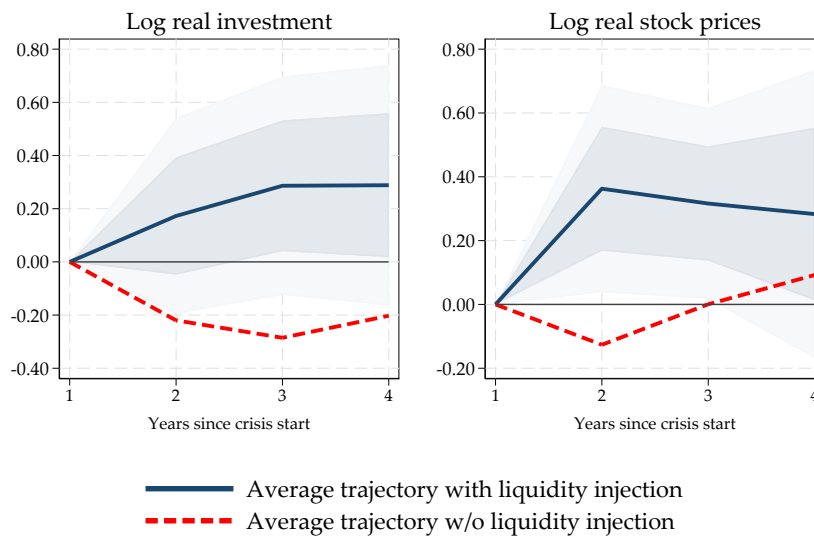 Log real investment
0.80
0.60
0.40
0.20
0.00
-0.20
-0.40
1 2 3 4
Years since crisis start
Log real stock prices
0.80
0.60
0.40
0.20
0.00
-0.20
1 2 3 4
Years since crisis start
Average trajectory with liquidity injection
Average trajectory w/o liquidity injection